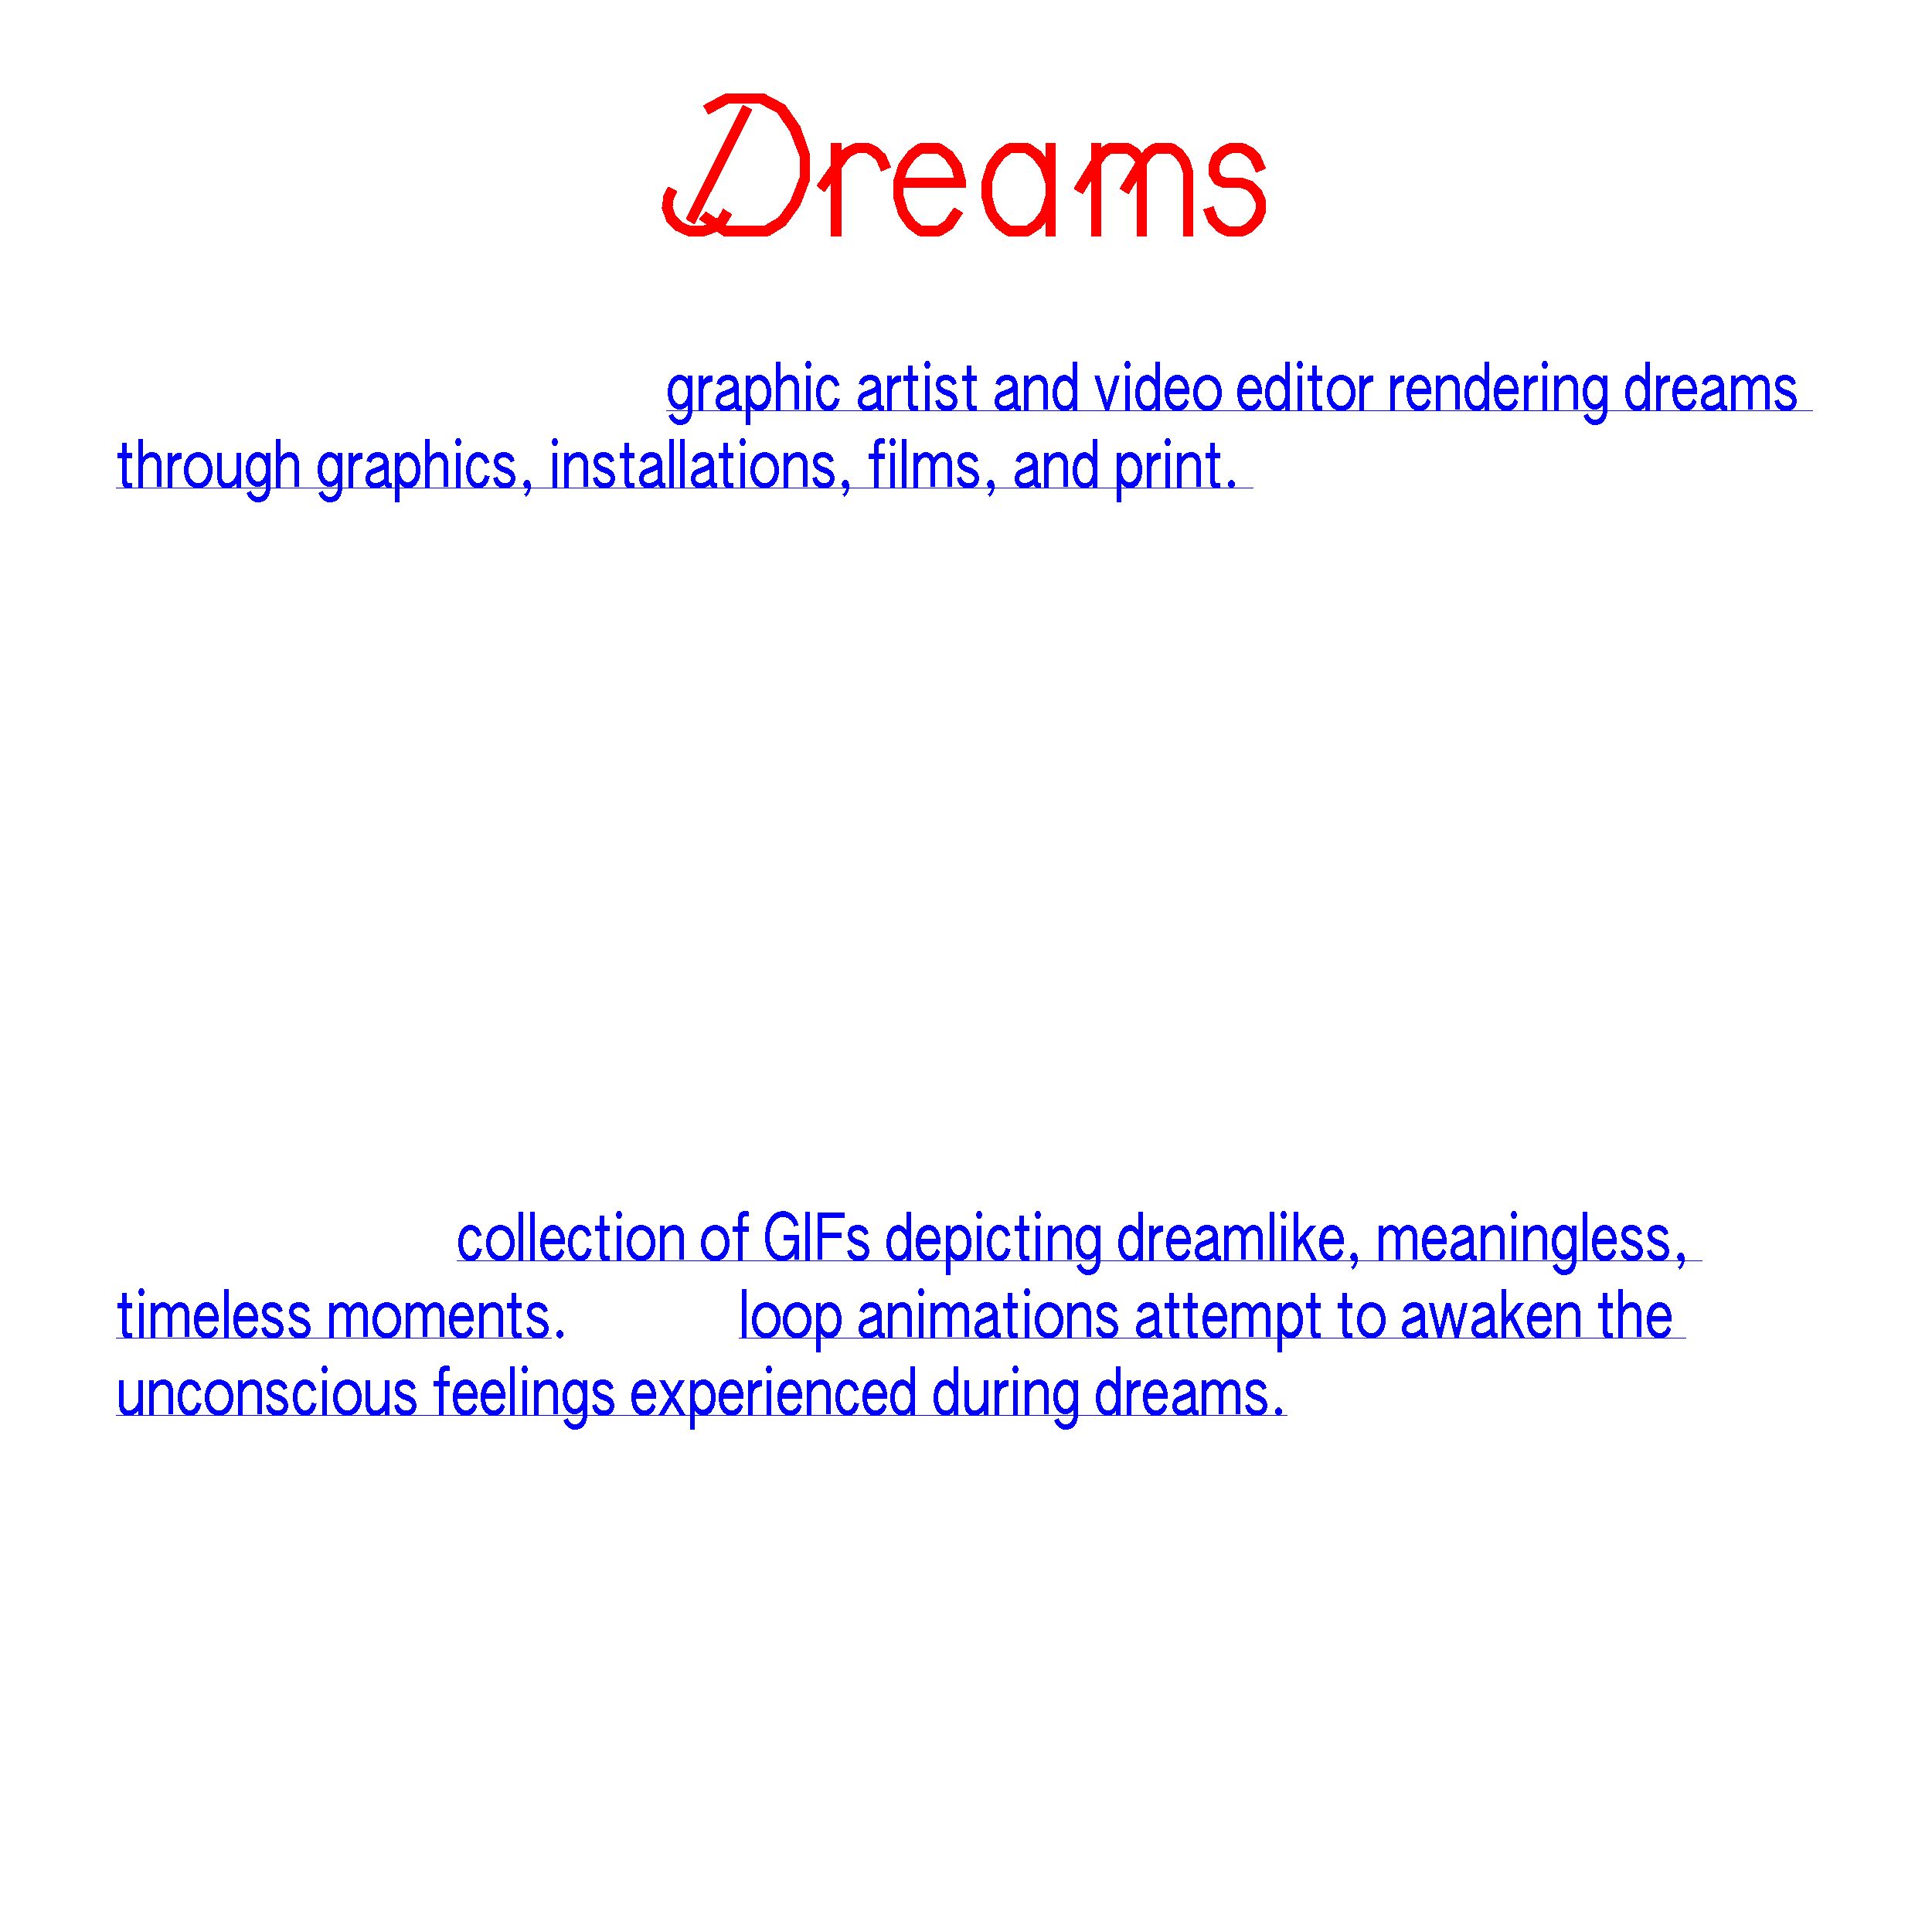 Dreams
graphic artist and video editor rendering dreams
through graphics, installations, films, and print.
collection of GIFs depicting dreamlike, meaningless,
timeless moments. loop animations attempt to awaken the
unconscious feelings experienced during dreams.